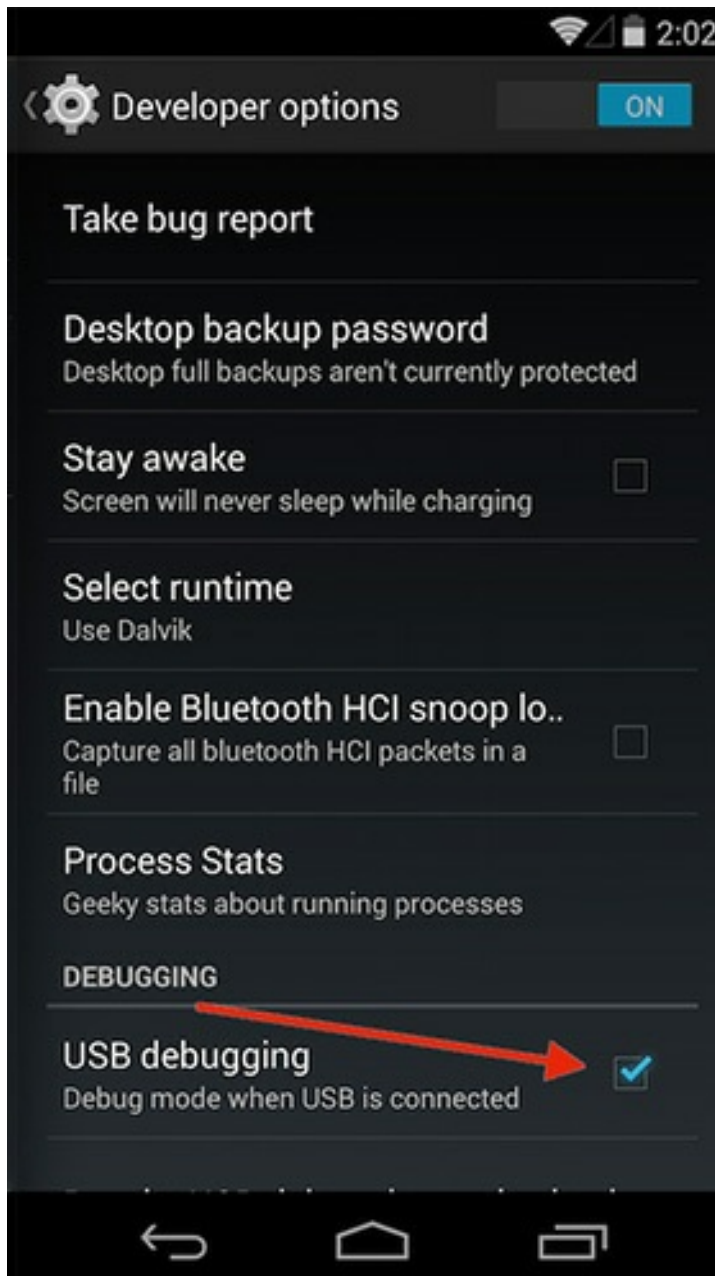 2:02
Developer options
ON
Take bug report
Desktop backup password
Desktop full backups aren't currently protected
Stay awake
Screen will never sleep while charging
Select runtime
Use Dalvik
Enable Bluetooth HCI snoop lo..
Capture all bluetooth HCI packets in a
file
Process Stats
Geeky stats about running processes
DEBUGGING
USB debugging
Debug mode when USB is connected